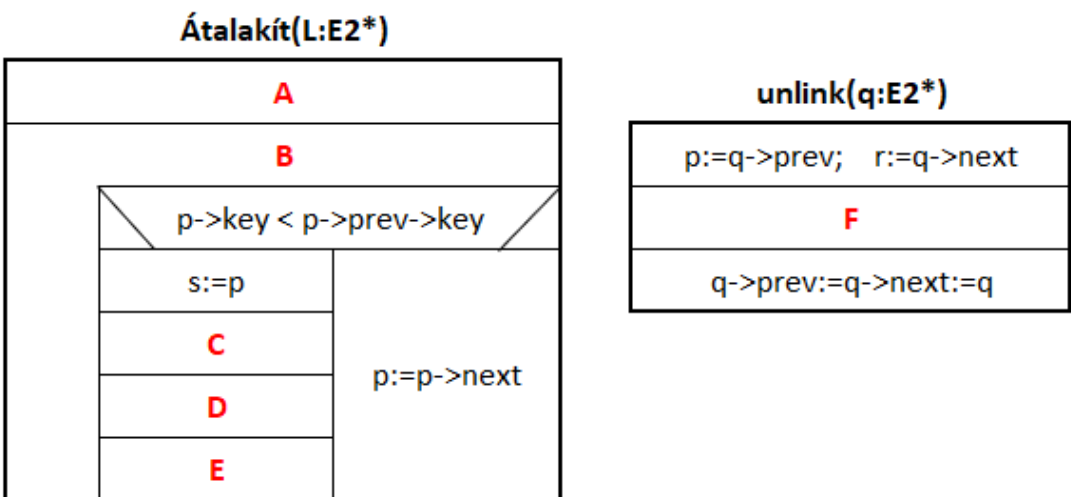 Átalakít(L:E2*)
A
B
p->key < p->prev->key
s:=p
C
D
E
p:=p->next
unlink(q:E2*)
p:=q->prev; r:=q->next
F
q->prev:=q->next:=q